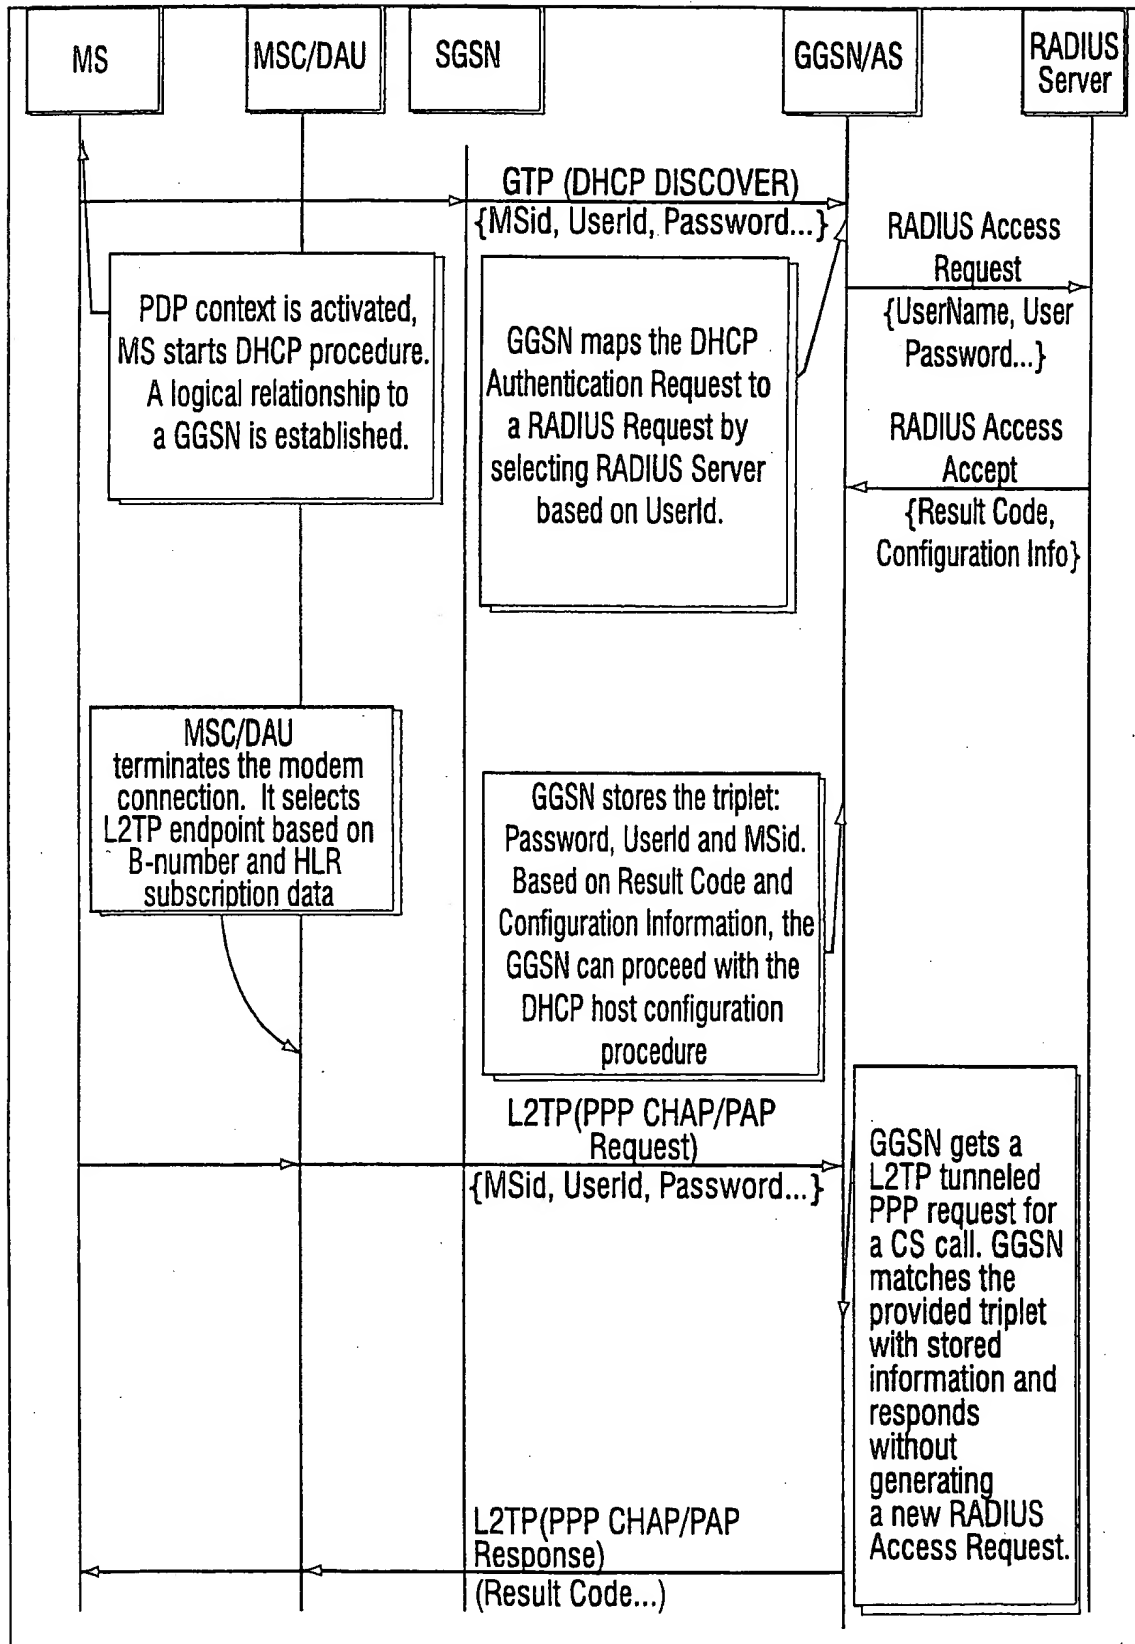 MS
MSC/DAU
SGSN
GGSN/AS
RADIUS
Server
GTP (DHCP DISCOVER)
{MSid, UserId, Password...}
RADIUS Access
Request
{UserName, User
Password...}
PDP context is activated,
MS starts DHCP procedure.
A logical relationship to
a GGSN is established.
GGSN maps the DHCP
Authentication Request to
a RADIUS Request by
selecting RADIUS Server
based on UserId.
RADIUS Access
Accept
{Result Code,
Configuration Info}
MSC/DAU
terminates the modem
connection. It selects
L2TP endpoint based on
B-number and HLR
subscription data
GGSN stores the triplet:
Password, UserId and MSid.
Based on Result Code and
Configuration Information, the
GGSN can proceed with the
DHCP host configuration
procedure
L2TP(PPP CHAP/PAP
Request)
{MSid, UserId, Password...}
GGSN gets a
L2TP tunneled
PPP request for
a CS call. GGSN
matches the
provided triplet
with stored
information and
responds
without
generating
a new RADIUS
Access Request.
L2TP(PPP CHAP/PAP
Response)
(Result Code...)